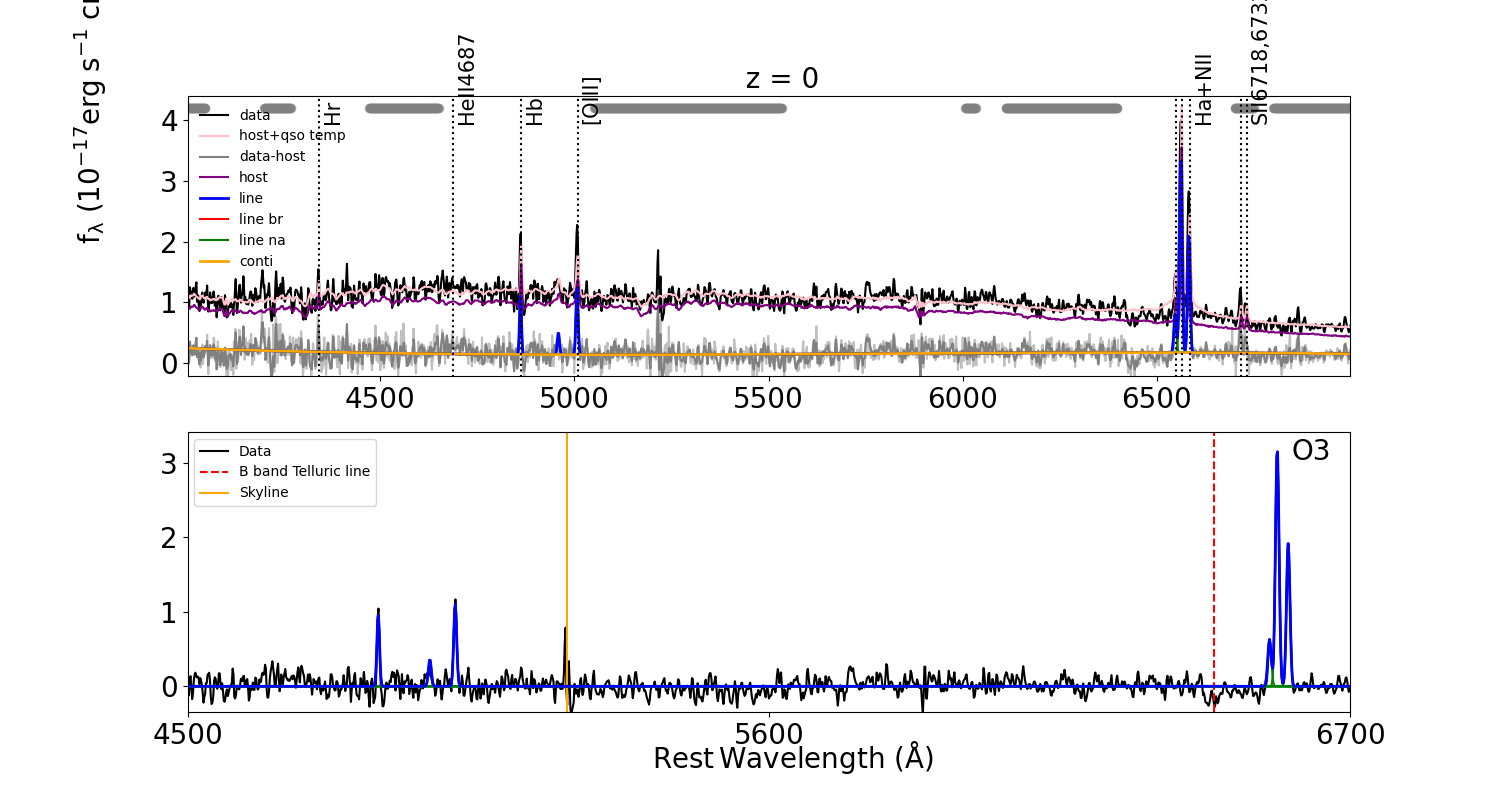 f_λ (10^{-17}erg s^{-1}
z = 0
Hr
HeII4687
Hb
[OIII]
Ha+NII
SII6718,673
4
3
2
1
0
data
host+qso temp
data-host
host
line
line br
line na
conti
4500
5000
5500
6000
6500
3
2
1
0
Data
B band Telluric line
Skyline
O3
4500
5600
6700
Rest Wavelength (Å)